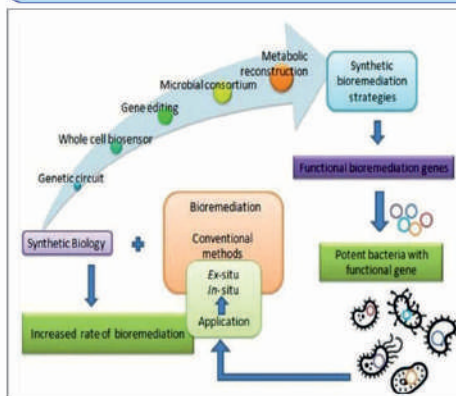 Metabolic
reconstruction
Microbial consortium
Gene editing
Whole cell biosensor
Genetic circuit
Synthetic
bioremediation
strategies
Functional bioremediation genes
Potent bacteria with
functional gene
Synthetic Biology
Bioremediation
Conventional
methods
Ex-situ
In-situ
Application
Increased rate of bioremediation